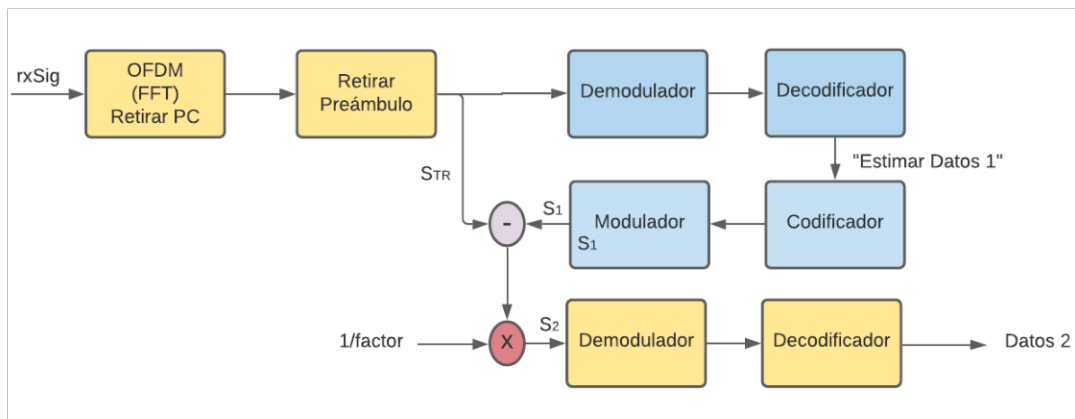 rxSig
OFDM
(FFT)
Retirar PC
Retirar
Preámbulo
Demodulador
Decodificador
"Estimar Datos 1"
STR
S1
Modulador
S1
Codificador
-
1/factor
X
S2
Demodulador
Decodificador
Datos 2